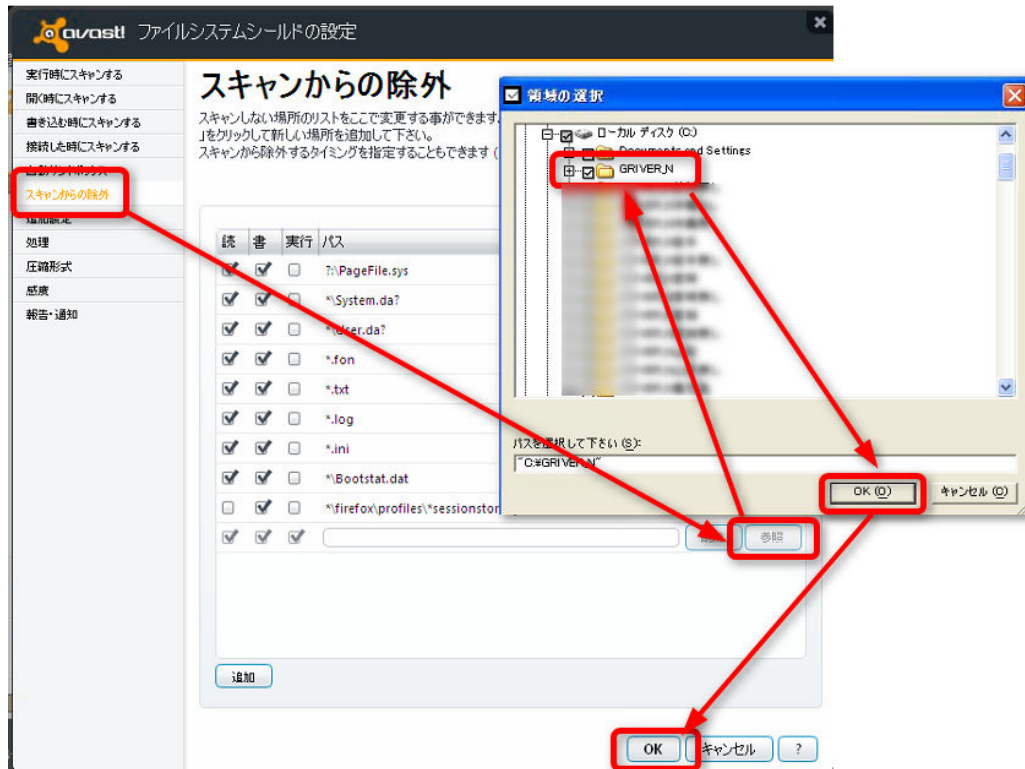 avast! ファイルシステムシールドの設定
実行時にスキャンする
開く時にスキャンする
書き込む時にスキャンする
接続した時にスキャンする
スキャンからの除外
追加設定
処理
圧縮形式
感度
報告・通知
スキャンからの除外
スキャンしない場所のリストをここで変更する事ができます。
」をクリックして新しい場所を追加して下さい。
スキャンから除外するタイミングを指定することもできます (
読 書 実行 パス
?:\PageFile.sys
*\System.da?
*\User.da?
*.fon
*.txt
*.log
*.ini
*\Bootstat.dat
*\firefox\profiles\*sessionstor
参照
追加
OK
キャンセル
?
領域の選択
ローカル ディスク (C:)
Documents and Settings
GRIVER_N
パスを選択して下さい (S):
"C:¥GRIVER_N"
OK (O)
キャンセル (C)